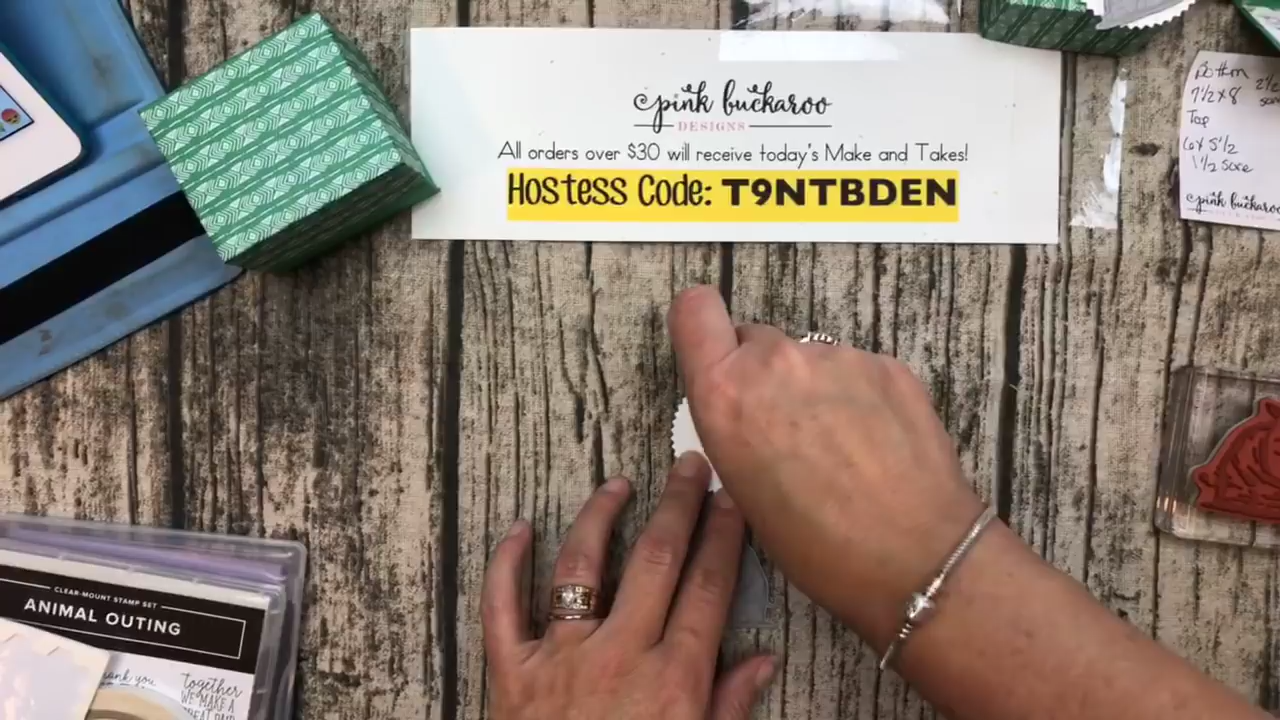 pink buckaroo
DESIGNS
All orders over $30 will receive today's Make and Takes!
Hostess Code: T9NTBDEN
Bottom
7 1/2 x 8
Top
6 x 5 1/2
1 1/2 score
pink buckaroo
CLEAR-MOUNT STAMP SET
ANIMAL OUTING
together
WE MAKE A